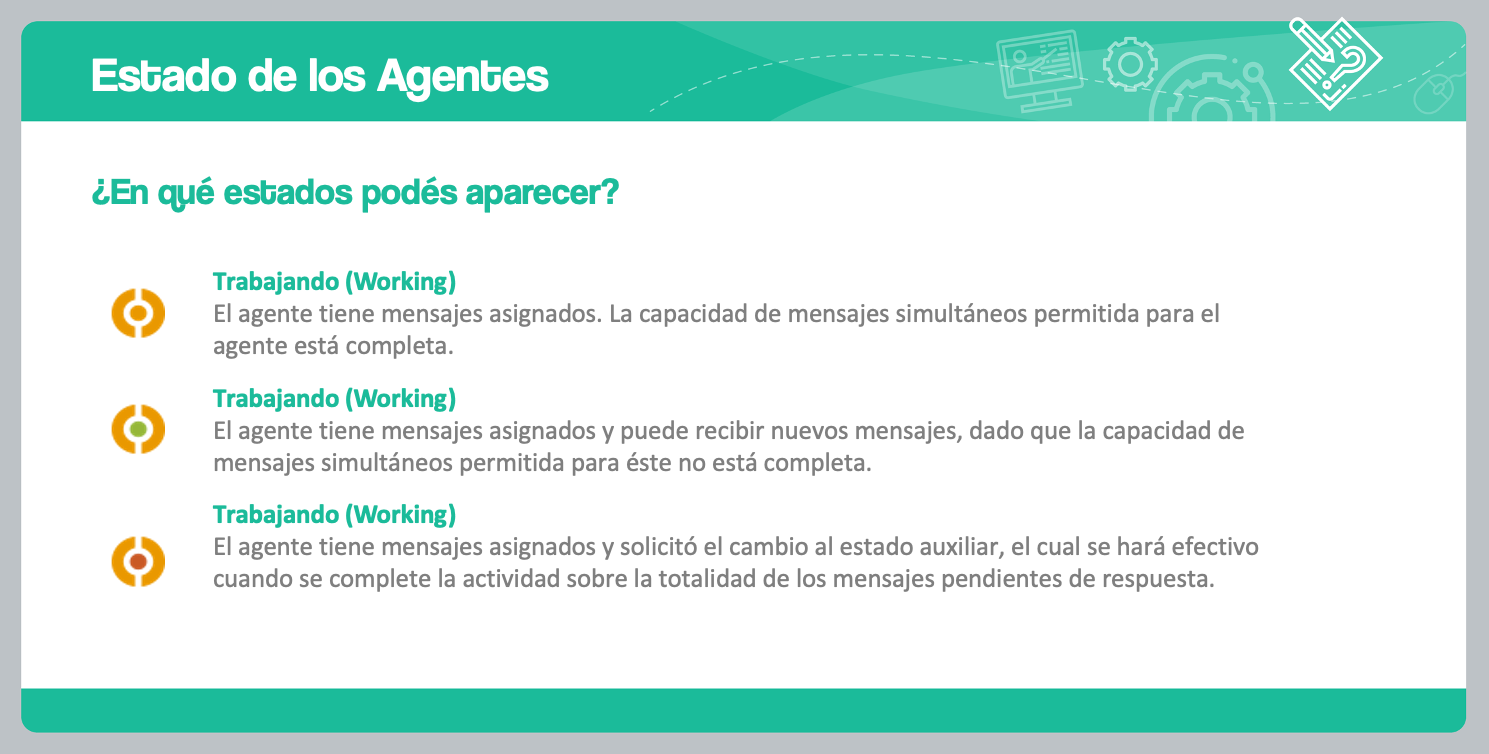 Estado de los Agentes
¿En qué estados podés aparecer?
Trabajando (Working)
El agente tiene mensajes asignados. La capacidad de mensajes simultáneos permitida para el
agente está completa.
Trabajando (Working)
El agente tiene mensajes asignados y puede recibir nuevos mensajes, dado que la capacidad de
mensajes simultáneos permitida para éste no está completa.
Trabajando (Working)
El agente tiene mensajes asignados y solicitó el cambio al estado auxiliar, el cual se hará efectivo
cuando se complete la actividad sobre la totalidad de los mensajes pendientes de respuesta.